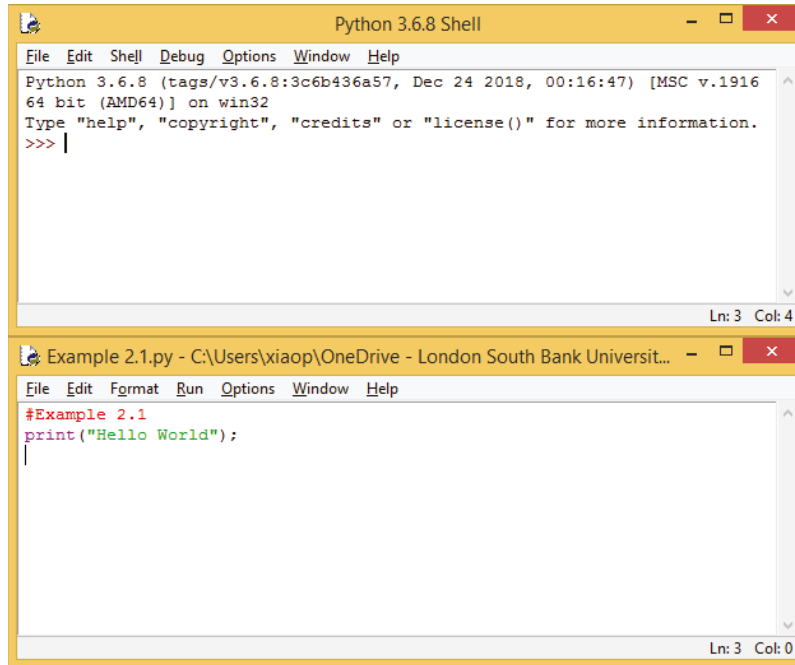 Python 3.6.8 Shell
File Edit Shell Debug Options Window Help
Python 3.6.8 (tags/v3.6.8:3c6b436a57, Dec 24 2018, 00:16:47) [MSC v.1916
64 bit (AMD64)] on win32
Type "help", "copyright", "credits" or "license()" for more information.
>>>
Ln: 3 Col: 4
Example 2.1.py - C:\Users\xiaop\OneDrive - London South Bank Universit...
File Edit Format Run Options Window Help
#Example 2.1
print("Hello World");
Ln: 3 Col: 0